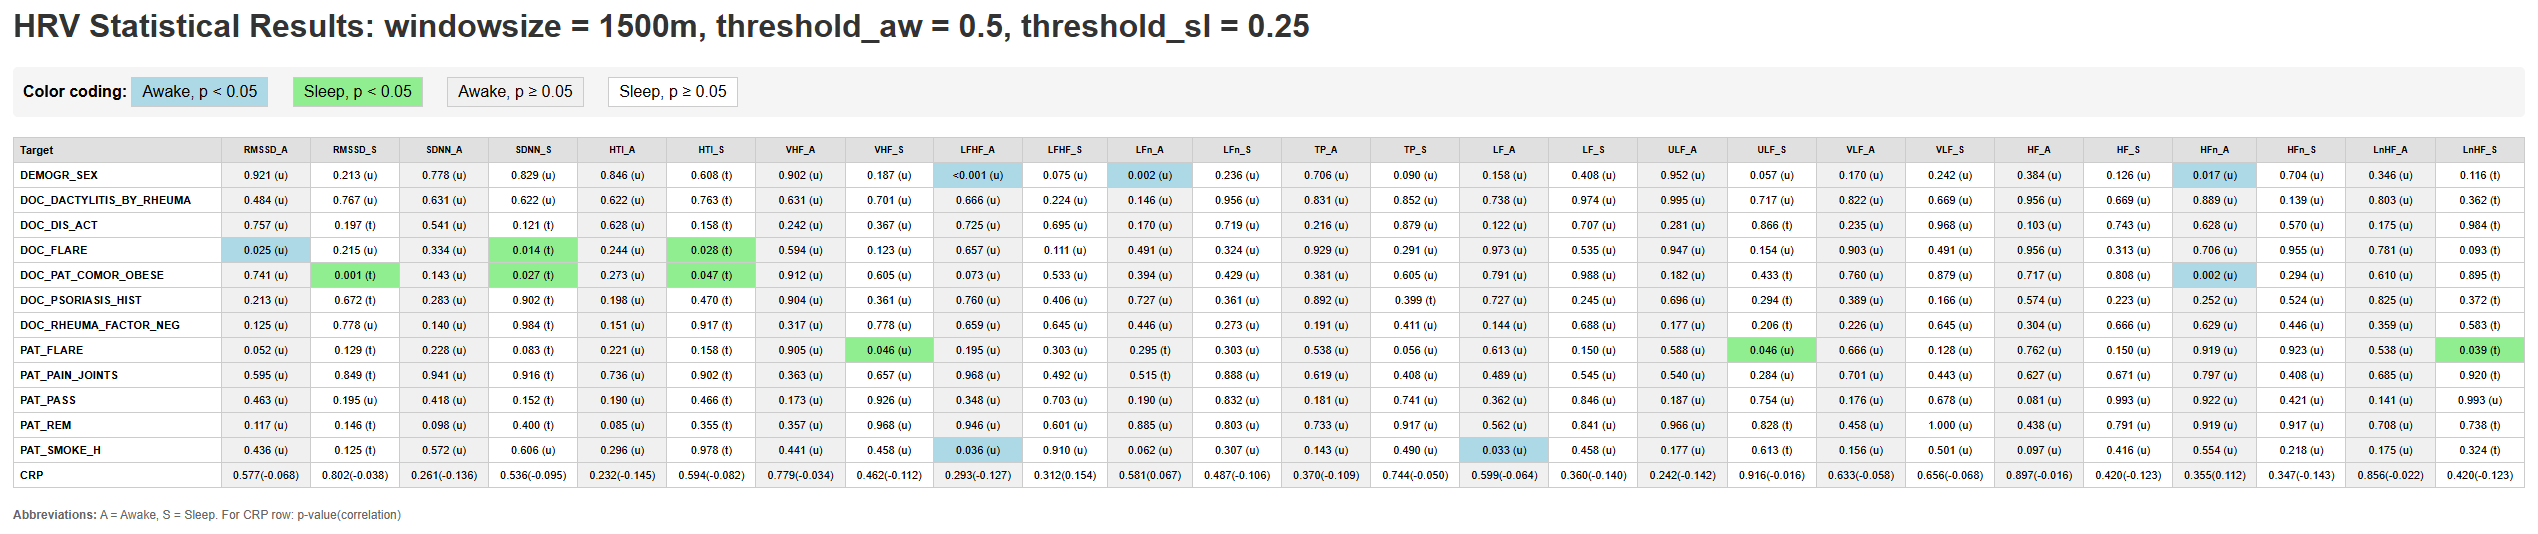 HRV Statistical Results: windowsize = 1500m, threshold_aw = 0.5, threshold_sl = 0.25
Color coding: Awake, p < 0.05 Sleep, p < 0.05 Awake, p ≥ 0.05 Sleep, p ≥ 0.05
Target RMSSD_A RMSSD_S SDNN_A SDNN_S HTI_A HTI_S VHF_A VHF_S LFHF_A LFHF_S LFn_A LFn_S TP_A TP_S LF_A LF_S ULF_A ULF_S VLF_A VLF_S HF_A HF_S HFn_A HFn_S LnHF_A LnHF_S
DEMOGR_SEX 0.921 (u) 0.213 (u) 0.778 (u) 0.829 (u) 0.846 (u) 0.608 (t) 0.902 (u) 0.187 (u) <0.001 (u) 0.075 (u) 0.002 (u) 0.236 (u) 0.706 (u) 0.090 (u) 0.158 (u) 0.408 (u) 0.952 (u) 0.057 (u) 0.170 (u) 0.242 (u) 0.384 (u) 0.126 (u) 0.017 (u) 0.704 (u) 0.346 (u) 0.116 (t)
DOC_DACTYLITIS_BY_RHEUMA 0.484 (u) 0.767 (u) 0.631 (u) 0.622 (u) 0.622 (u) 0.763 (t) 0.631 (u) 0.701 (u) 0.666 (u) 0.224 (u) 0.146 (u) 0.956 (u) 0.831 (u) 0.852 (u) 0.738 (u) 0.974 (u) 0.995 (u) 0.717 (u) 0.822 (u) 0.669 (u) 0.956 (u) 0.669 (u) 0.889 (u) 0.139 (u) 0.803 (u) 0.362 (t)
DOC_DIS_ACT 0.757 (u) 0.197 (t) 0.541 (u) 0.121 (t) 0.628 (u) 0.158 (t) 0.242 (u) 0.367 (u) 0.725 (u) 0.695 (u) 0.170 (u) 0.719 (u) 0.216 (u) 0.879 (u) 0.122 (u) 0.707 (u) 0.281 (u) 0.866 (t) 0.235 (u) 0.968 (u) 0.103 (u) 0.743 (u) 0.628 (u) 0.570 (u) 0.175 (u) 0.984 (t)
DOC_FLARE 0.025 (u) 0.215 (u) 0.334 (u) 0.014 (t) 0.244 (u) 0.028 (t) 0.594 (u) 0.123 (u) 0.657 (u) 0.111 (u) 0.491 (u) 0.324 (u) 0.929 (u) 0.291 (u) 0.973 (u) 0.535 (u) 0.947 (u) 0.154 (u) 0.903 (u) 0.491 (u) 0.956 (u) 0.313 (u) 0.706 (u) 0.955 (u) 0.781 (u) 0.093 (t)
DOC_PAT_COMOR_OBESE 0.741 (u) 0.001 (t) 0.143 (u) 0.027 (t) 0.273 (u) 0.047 (t) 0.912 (u) 0.605 (u) 0.073 (u) 0.533 (u) 0.394 (u) 0.429 (u) 0.381 (u) 0.605 (u) 0.791 (u) 0.988 (u) 0.182 (u) 0.433 (t) 0.760 (u) 0.879 (u) 0.717 (u) 0.808 (u) 0.002 (u) 0.294 (u) 0.610 (u) 0.895 (t)
DOC_PSORIASIS_HIST 0.213 (u) 0.672 (t) 0.283 (u) 0.902 (t) 0.198 (u) 0.470 (t) 0.904 (u) 0.361 (u) 0.760 (u) 0.406 (u) 0.727 (u) 0.361 (u) 0.892 (u) 0.399 (t) 0.727 (u) 0.245 (u) 0.696 (u) 0.294 (t) 0.389 (u) 0.166 (u) 0.574 (u) 0.223 (u) 0.252 (u) 0.524 (u) 0.825 (u) 0.372 (t)
DOC_RHEUMA_FACTOR_NEG 0.125 (u) 0.778 (t) 0.140 (u) 0.984 (t) 0.151 (u) 0.917 (t) 0.317 (u) 0.778 (u) 0.659 (u) 0.645 (u) 0.446 (u) 0.273 (u) 0.191 (u) 0.411 (u) 0.144 (u) 0.688 (u) 0.177 (u) 0.206 (t) 0.226 (u) 0.645 (u) 0.304 (u) 0.666 (u) 0.629 (u) 0.446 (u) 0.359 (u) 0.583 (t)
PAT_FLARE 0.052 (u) 0.129 (t) 0.228 (u) 0.083 (t) 0.221 (u) 0.158 (t) 0.905 (u) 0.046 (u) 0.195 (u) 0.303 (u) 0.295 (t) 0.303 (u) 0.538 (u) 0.056 (u) 0.613 (u) 0.150 (u) 0.588 (u) 0.046 (u) 0.666 (u) 0.128 (u) 0.762 (u) 0.150 (u) 0.919 (u) 0.923 (u) 0.538 (u) 0.039 (t)
PAT_PAIN_JOINTS 0.595 (u) 0.849 (t) 0.941 (u) 0.916 (t) 0.736 (u) 0.902 (t) 0.363 (u) 0.657 (u) 0.968 (u) 0.492 (u) 0.515 (t) 0.888 (u) 0.619 (u) 0.408 (u) 0.489 (u) 0.545 (u) 0.540 (u) 0.284 (u) 0.701 (u) 0.443 (u) 0.627 (u) 0.671 (u) 0.797 (u) 0.408 (u) 0.685 (u) 0.920 (t)
PAT_PASS 0.463 (u) 0.195 (u) 0.418 (u) 0.152 (t) 0.190 (u) 0.466 (t) 0.173 (u) 0.926 (u) 0.348 (u) 0.703 (u) 0.190 (u) 0.832 (u) 0.181 (u) 0.741 (u) 0.362 (u) 0.846 (u) 0.187 (u) 0.754 (u) 0.176 (u) 0.678 (u) 0.081 (u) 0.993 (u) 0.922 (u) 0.421 (u) 0.141 (u) 0.993 (u)
PAT_REM 0.117 (u) 0.146 (t) 0.098 (u) 0.400 (t) 0.085 (u) 0.355 (t) 0.357 (u) 0.968 (u) 0.946 (u) 0.601 (u) 0.885 (u) 0.803 (u) 0.733 (u) 0.917 (u) 0.562 (u) 0.841 (u) 0.966 (u) 0.828 (t) 0.458 (u) 1.000 (u) 0.438 (u) 0.791 (u) 0.919 (u) 0.917 (u) 0.708 (u) 0.738 (t)
PAT_SMOKE_H 0.436 (u) 0.125 (t) 0.572 (u) 0.606 (u) 0.296 (u) 0.978 (t) 0.441 (u) 0.458 (u) 0.036 (u) 0.910 (u) 0.062 (u) 0.307 (u) 0.143 (u) 0.490 (u) 0.033 (u) 0.458 (u) 0.177 (u) 0.613 (t) 0.156 (u) 0.501 (u) 0.097 (u) 0.416 (u) 0.554 (u) 0.218 (u) 0.175 (u) 0.324 (t)
CRP 0.577(-0.068) 0.802(-0.038) 0.261(-0.136) 0.536(-0.095) 0.232(-0.145) 0.594(-0.082) 0.779(-0.034) 0.462(-0.112) 0.293(-0.127) 0.312(0.154) 0.581(0.067) 0.487(-0.106) 0.370(-0.109) 0.744(-0.050) 0.599(-0.064) 0.360(-0.140) 0.242(-0.142) 0.916(-0.016) 0.633(-0.058) 0.656(-0.068) 0.897(-0.016) 0.420(-0.123) 0.355(0.112) 0.347(-0.143) 0.856(-0.022) 0.420(-0.123)
Abbreviations: A = Awake, S = Sleep. For CRP row: p-value(correlation)